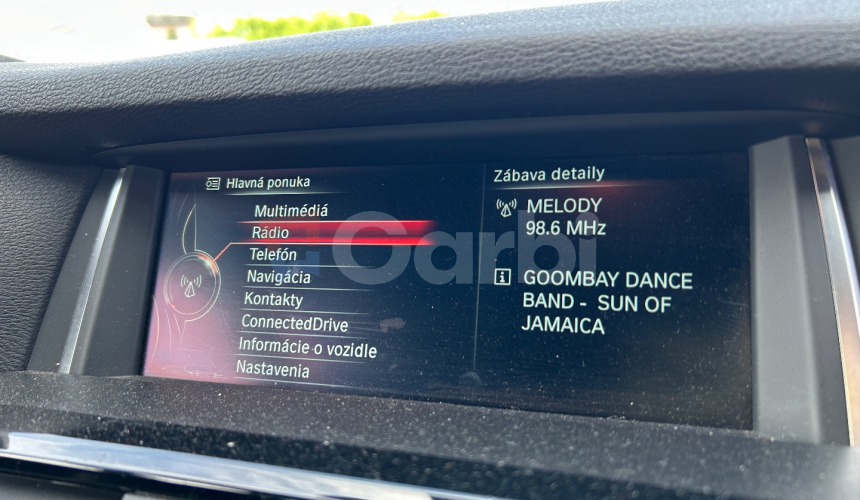 Hlavná ponuka
Multimédiá
Rádio
Telefón
Navigácia
Kontakty
ConnectedDrive
Informácie o vozidle
Nastavenia
Zábava detaily
MELODY
98.6 MHz
GOOMBAY DANCE
BAND - SUN OF
JAMAICA
Garbi